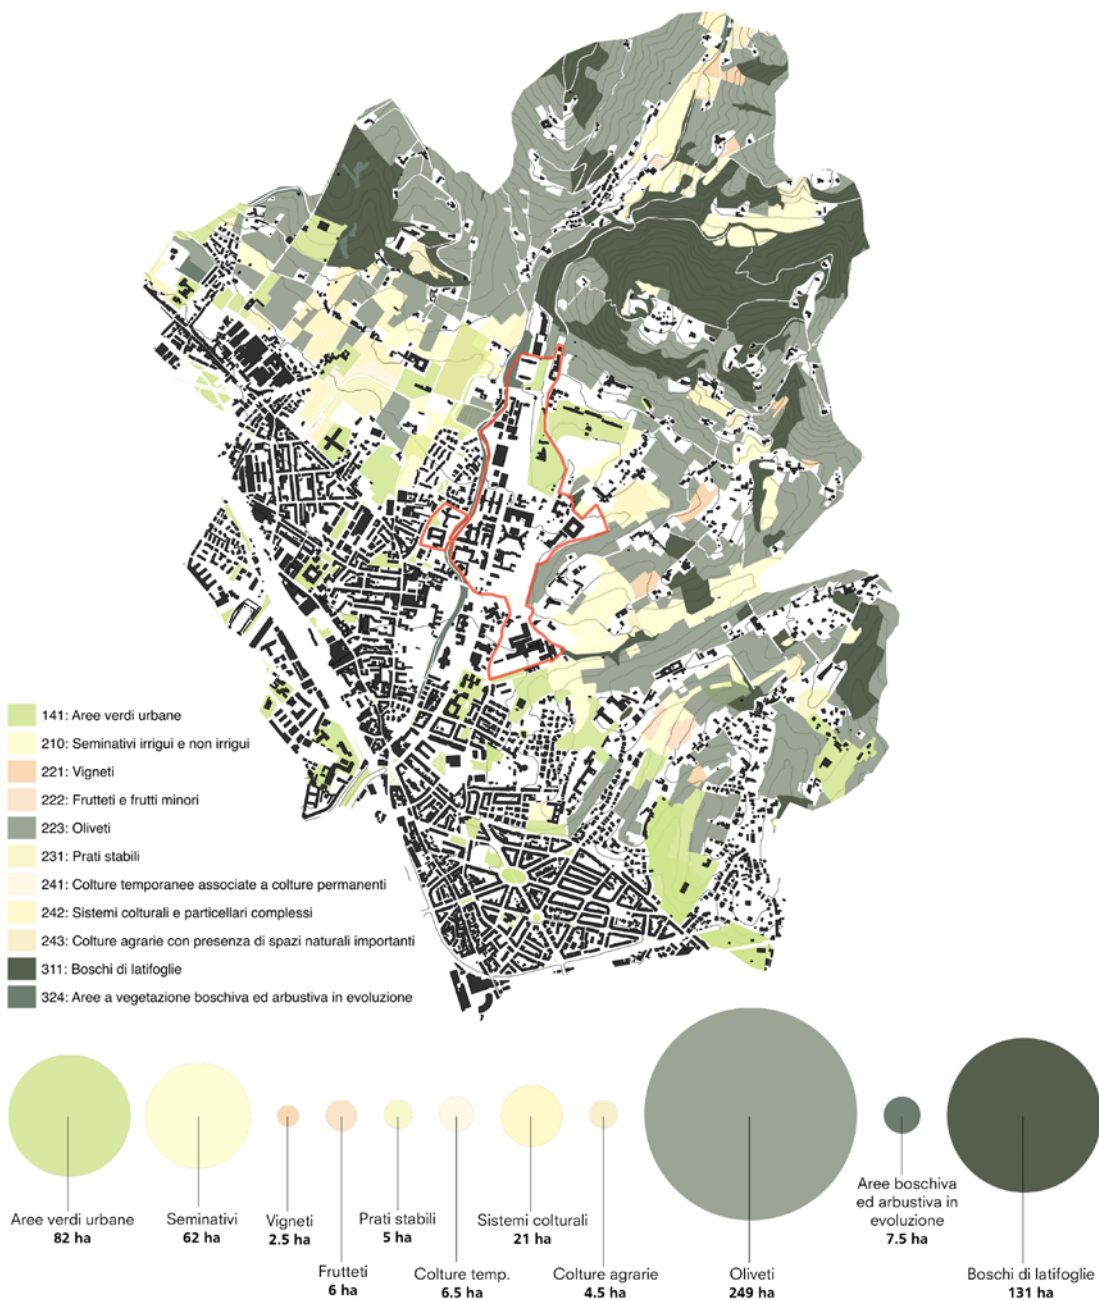 141: Aree verdi urbane
210: Seminativi irrigui e non irrigui
221: Vigneti
222: Frutteti e frutti minori
223: Oliveti
231: Prati stabili
241: Colture temporanee associate a colture permanenti
242: Sistemi colturali e particellari complessi
243: Colture agrarie con presenza di spazi naturali importanti
311: Boschi di latifoglie
324: Aree a vegetazione boschiva ed arbustiva in evoluzione
Aree verdi urbane
82 ha
Seminativi
62 ha
Vigneti
2.5 ha
Frutteti
6 ha
Prati stabili
5 ha
Colture temp.
6.5 ha
Sistemi colturali
21 ha
Colture agrarie
4.5 ha
Oliveti
249 ha
Aree boschiva
ed arbustiva in
evoluzione
7.5 ha
Boschi di latifoglie
131 ha